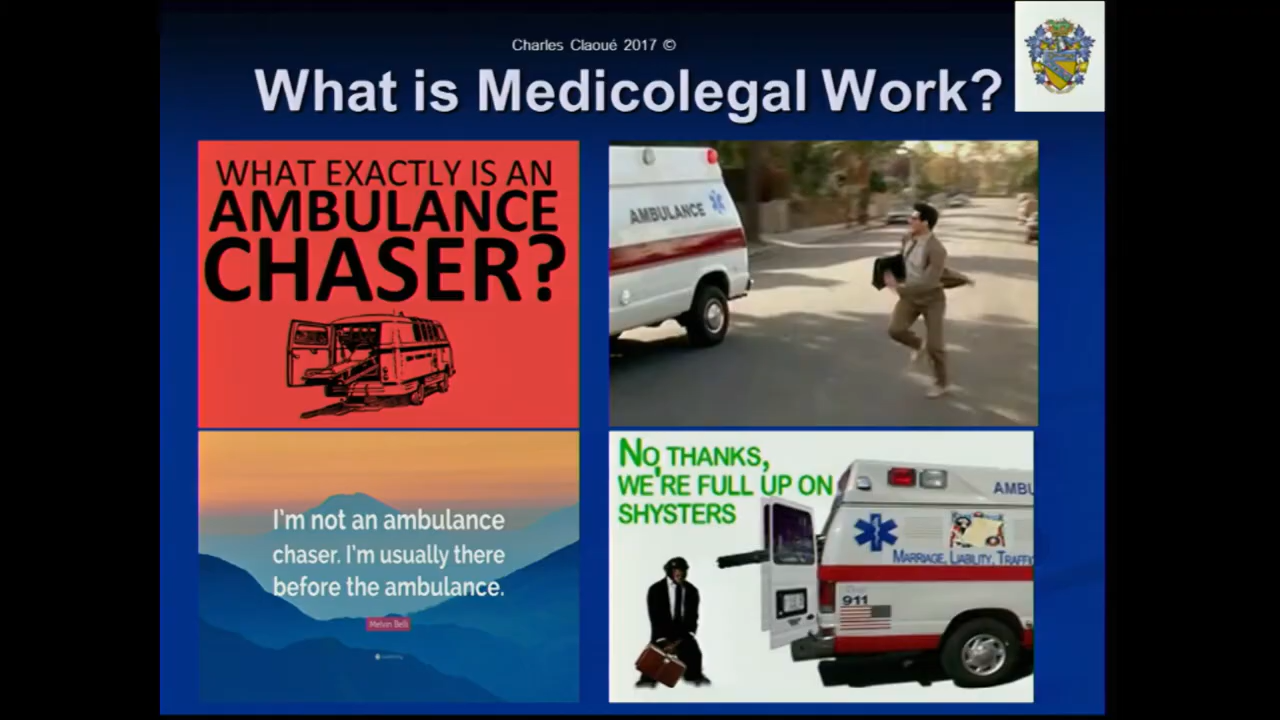 Charles Claoué 2017 ©
What is Medicolegal Work?
WHAT EXACTLY IS AN
AMBULANCE
CHASER?
AMBULANCE
I'm not an ambulance
chaser. I'm usually there
before the ambulance.
Melvin Belli
NO THANKS,
WE'RE FULL UP ON
SHYSTERS
AMBU
MARRIAGE, LIABILITY, TRAFFI
911